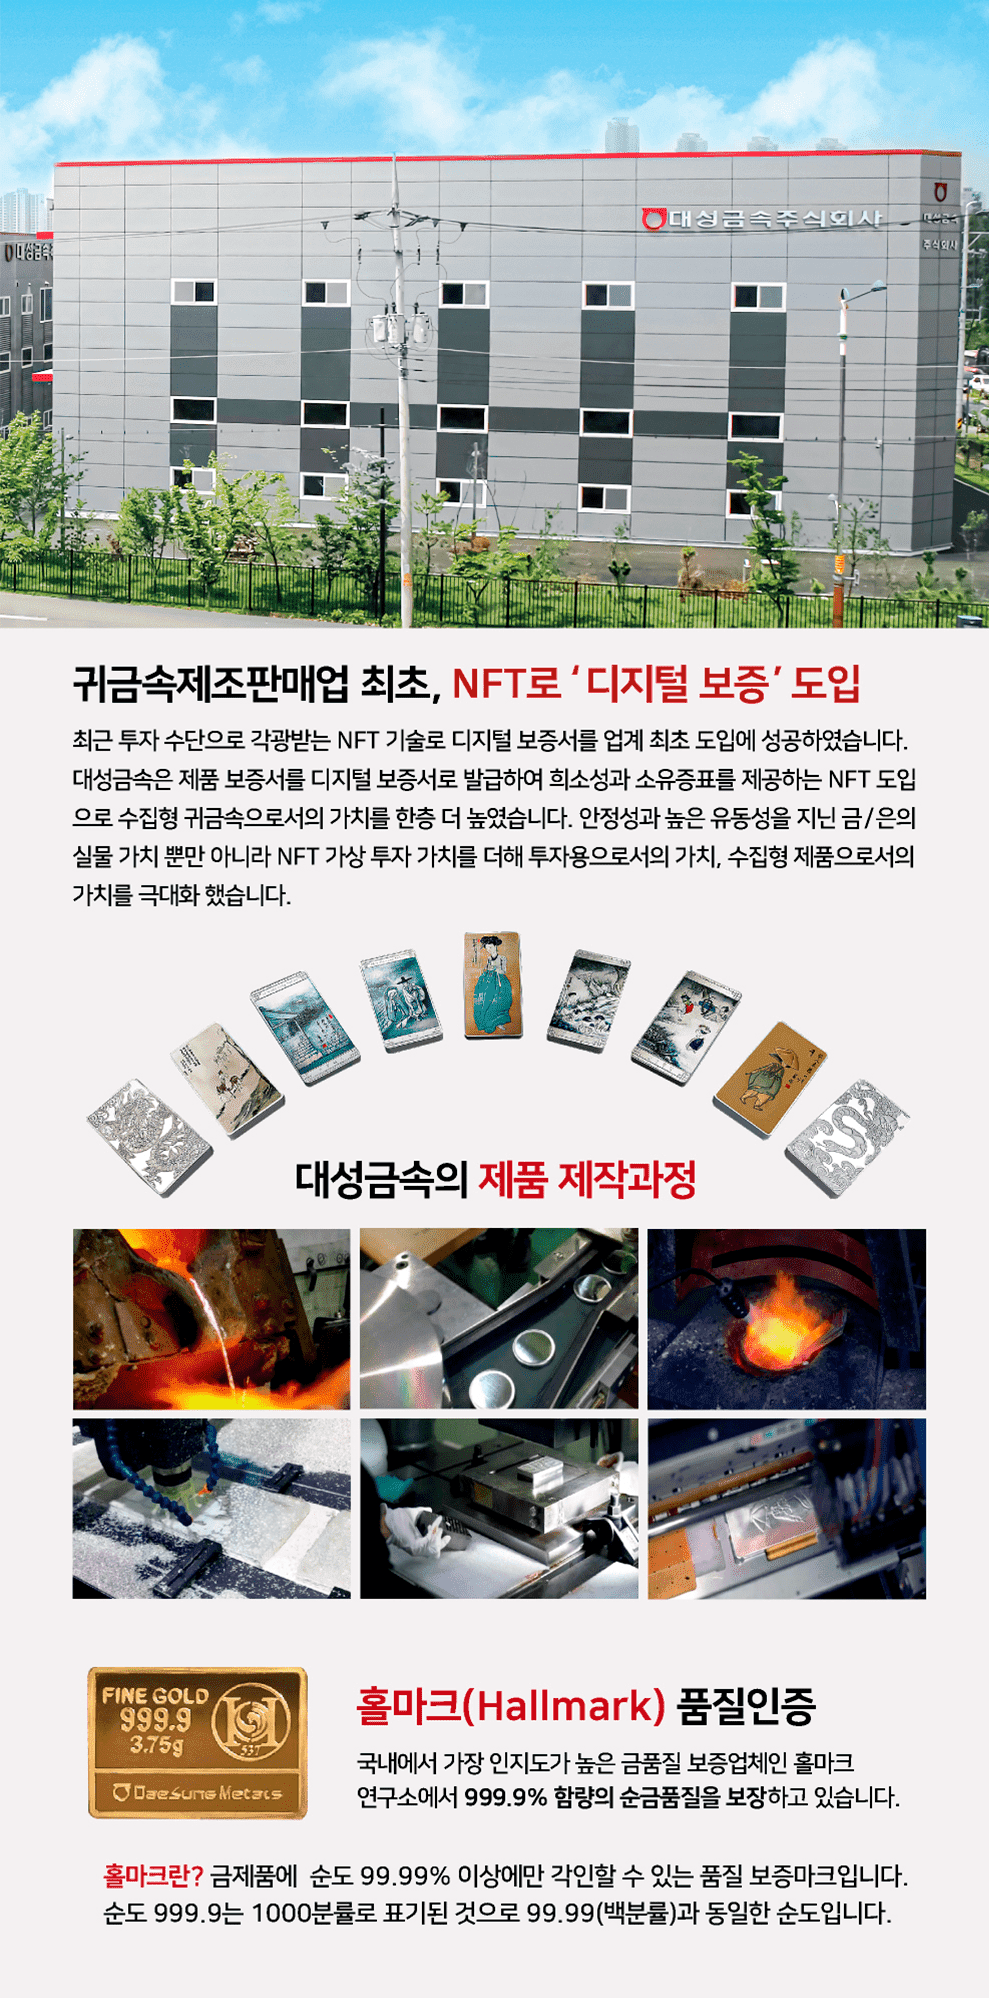 대성금속주식회사
대성금속
주식회사
귀금속제조판매업 최초, NFT로 ‘디지털 보증’ 도입
최근 투자 수단으로 각광받는 NFT 기술로 디지털 보증서를 업계 최초 도입에 성공하였습니다.
대성금속은 제품 보증서를 디지털 보증서로 발급하여 희소성과 소유증표를 제공하는 NFT 도입
으로 수집형 귀금속으로서의 가치를 한층 더 높였습니다. 안정성과 높은 유동성을 지닌 금/은의
실물 가치 뿐만 아니라 NFT 가상 투자 가치를 더해 투자용으로서의 가치, 수집형 제품으로서의
가치를 극대화 했습니다.
대성금속의 제품 제작과정
FINE GOLD
999.9
3.75g
537
DaeSung Metals
홀마크(Hallmark) 품질인증
국내에서 가장 인지도가 높은 금품질 보증업체인 홀마크
연구소에서 999.9% 함량의 순금품질을 보장하고 있습니다.
홀마크란? 금제품에 순도 99.99% 이상에만 각인할 수 있는 품질 보증마크입니다.
순도 999.9는 1000분률로 표기된 것으로 99.99(백분률)과 동일한 순도입니다.